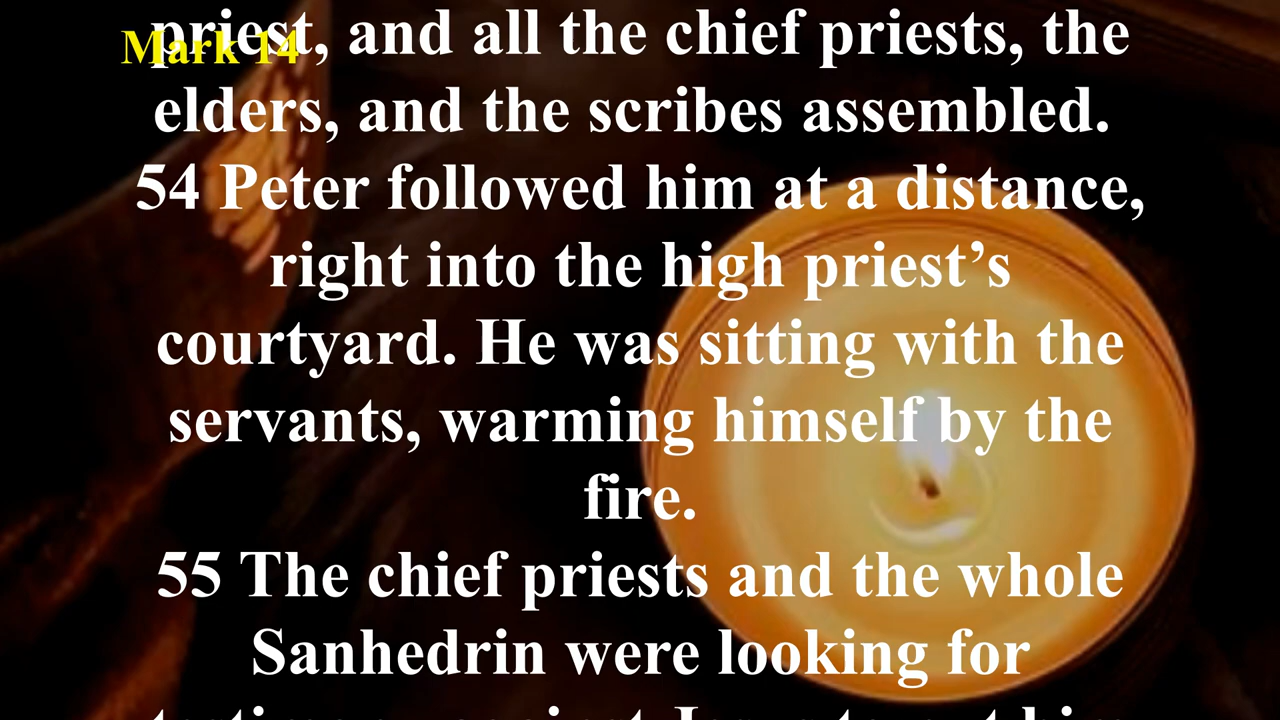 Mark 14
priest, and all the chief priests, the
elders, and the scribes assembled.
54 Peter followed him at a distance,
right into the high priest’s
courtyard. He was sitting with the
servants, warming himself by the
fire.
55 The chief priests and the whole
Sanhedrin were looking for